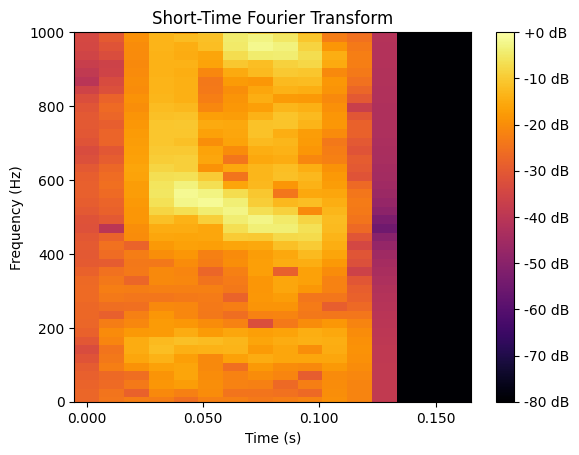 Short-Time Fourier Transform
Frequency (Hz)
1000
800
600
400
200
0
0.000
0.050
0.100
0.150
Time (s)
+0 dB
-10 dB
-20 dB
-30 dB
-40 dB
-50 dB
-60 dB
-70 dB
-80 dB